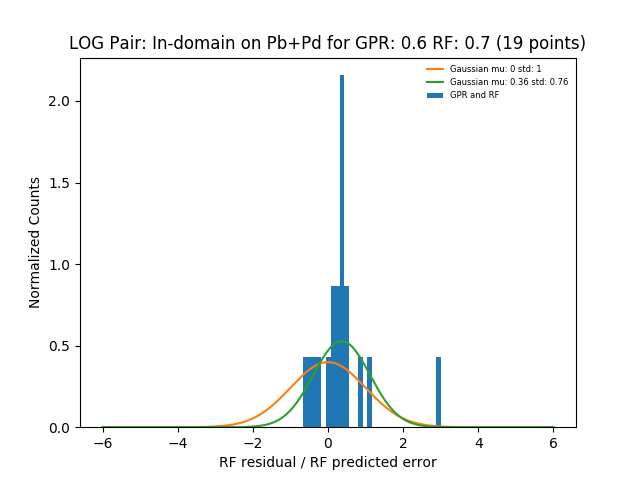 LOG Pair: In-domain on Pb+Pd for GPR: 0.6 RF: 0.7 (19 points)
Gaussian mu: 0 std: 1
Gaussian mu: 0.36 std: 0.76
GPR and RF
Normalized Counts
2.0
1.5
1.0
0.5
0.0
−6 −4 −2 0 2 4 6
RF residual / RF predicted error